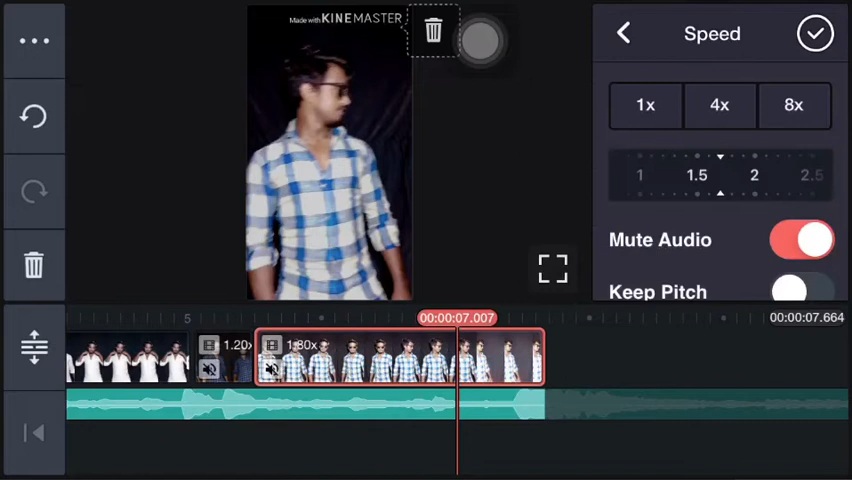 Made with KINEMASTER
Speed
1x 4x 8x
1 1.5 2 2.5
Mute Audio
Keep Pitch
5 00:00:07.007 00:00:07.664
1.20x 1.80x